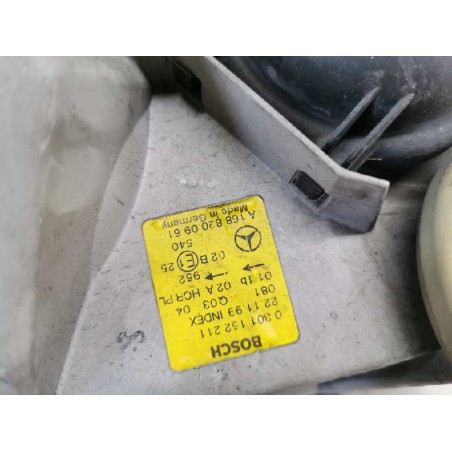 BOSCH
0 301 152 211
22 11 99 INDEX
081 003 04
01 1b 02 A HCR PL
952
02 B E1 25
540
A 168 820 09 61
Made in Germany